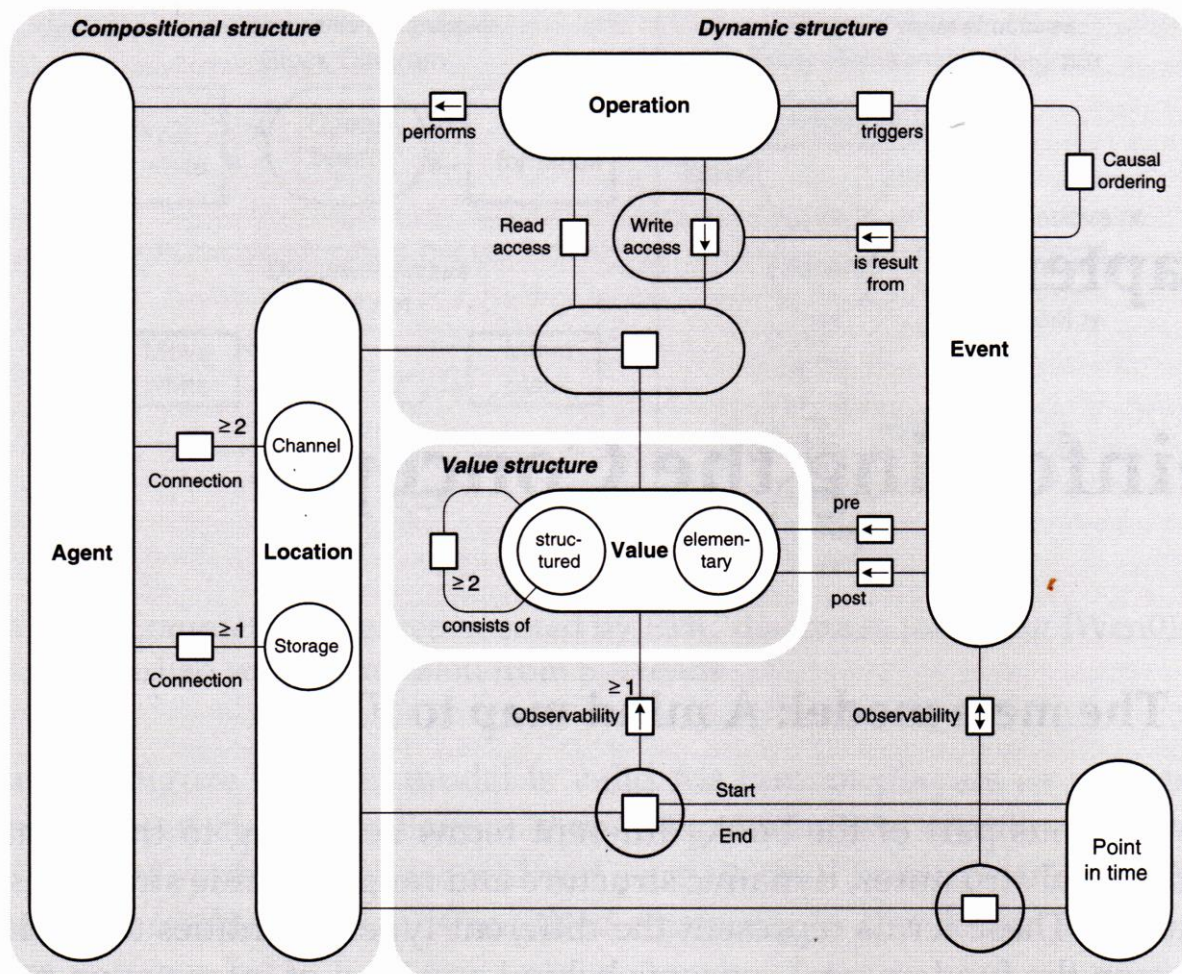 Compositional structure
Dynamic structure
Operation
performs
triggers
Causal
ordering
Read
access
Write
access
is result
from
Event
≥ 2
Channel
Connection
Value structure
Agent
Location
struc-
tured
Value
elemen-
tary
pre
post
≥ 2
consists of
≥ 1
Storage
Connection
≥ 1
Observability
Observability
Start
End
Point
in time